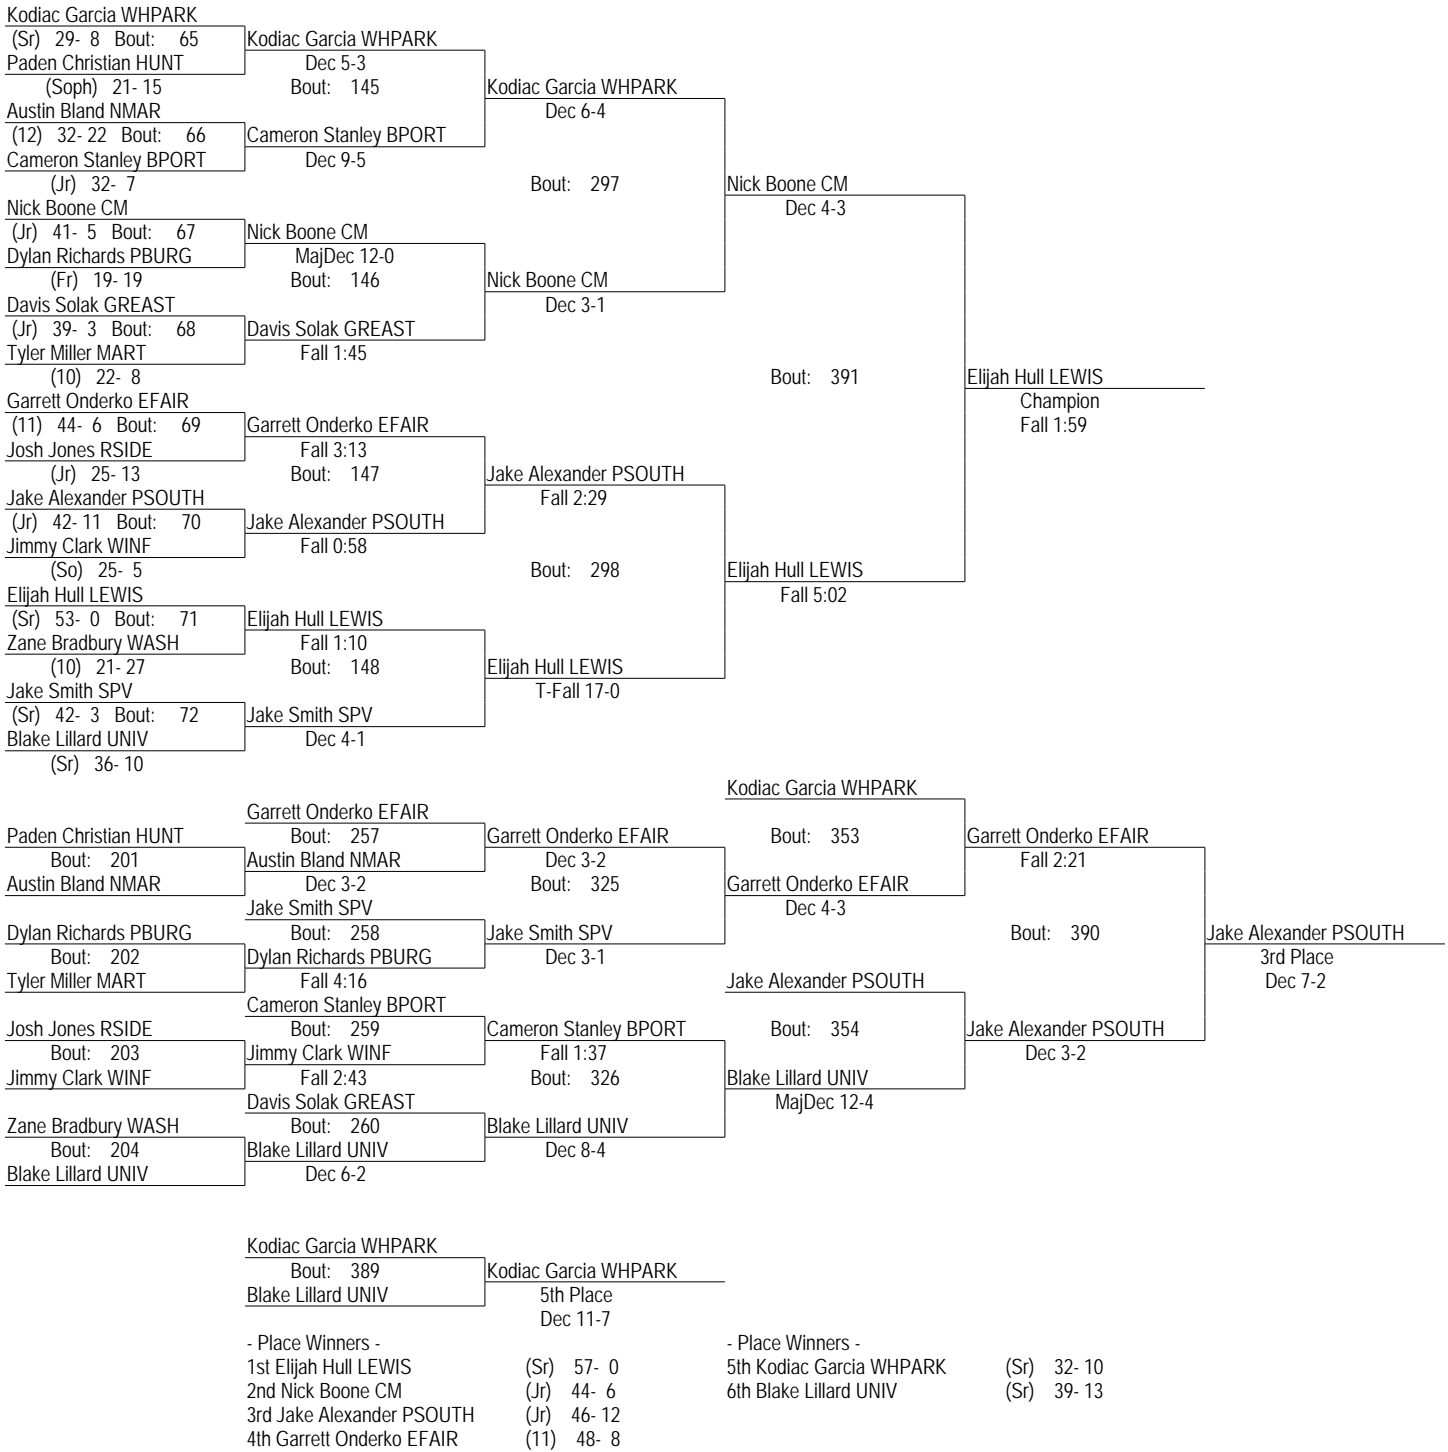 Kodiac Garcia WHPARK
(Sr) 29- 8 Bout: 65 Kodiac Garcia WHPARK
Paden Christian HUNT Dec 5-3
(Soph) 21- 15 Bout: 145 Kodiac Garcia WHPARK
Austin Bland NMAR Dec 6-4
(12) 32- 22 Bout: 66 Cameron Stanley BPORT
Cameron Stanley BPORT Dec 9-5
(Jr) 32- 7 Bout: 297 Nick Boone CM
Nick Boone CM Dec 4-3
(Jr) 41- 5 Bout: 67 Nick Boone CM
Dylan Richards PBURG MajDec 12-0
(Fr) 19- 19 Bout: 146 Nick Boone CM
Davis Solak GREAST Dec 3-1
(Jr) 39- 3 Bout: 68 Davis Solak GREAST
Tyler Miller MART Fall 1:45
(10) 22- 8 Bout: 391 Elijah Hull LEWIS
Garrett Onderko EFAIR Champion
(11) 44- 6 Bout: 69 Garrett Onderko EFAIR Fall 1:59
Josh Jones RSIDE Fall 3:13
(Jr) 25- 13 Bout: 147 Jake Alexander PSOUTH
Jake Alexander PSOUTH Fall 2:29
(Jr) 42- 11 Bout: 70 Jake Alexander PSOUTH
Jimmy Clark WINF Fall 0:58
(So) 25- 5 Bout: 298 Elijah Hull LEWIS
Elijah Hull LEWIS Fall 5:02
(Sr) 53- 0 Bout: 71 Elijah Hull LEWIS
Zane Bradbury WASH Fall 1:10
(10) 21- 27 Bout: 148 Elijah Hull LEWIS
Jake Smith SPV T-Fall 17-0
(Sr) 42- 3 Bout: 72 Jake Smith SPV
Blake Lillard UNIV Dec 4-1
(Sr) 36- 10
Kodiac Garcia WHPARK
Garrett Onderko EFAIR
Paden Christian HUNT Bout: 257 Garrett Onderko EFAIR Bout: 353 Garrett Onderko EFAIR
Bout: 201 Austin Bland NMAR Dec 3-2 Fall 2:21
Austin Bland NMAR Dec 3-2 Bout: 325 Garrett Onderko EFAIR
Jake Smith SPV Dec 4-3
Dylan Richards PBURG Bout: 258 Jake Smith SPV Bout: 390 Jake Alexander PSOUTH
Bout: 202 Dylan Richards PBURG Dec 3-1 3rd Place
Tyler Miller MART Fall 4:16 Jake Alexander PSOUTH Dec 7-2
Cameron Stanley BPORT
Josh Jones RSIDE Bout: 259 Cameron Stanley BPORT Bout: 354 Jake Alexander PSOUTH
Bout: 203 Jimmy Clark WINF Fall 1:37 Dec 3-2
Jimmy Clark WINF Fall 2:43 Bout: 326 Blake Lillard UNIV
Davis Solak GREAST MajDec 12-4
Zane Bradbury WASH Bout: 260 Blake Lillard UNIV
Bout: 204 Blake Lillard UNIV Dec 8-4
Blake Lillard UNIV Dec 6-2
Kodiac Garcia WHPARK
Bout: 389 Kodiac Garcia WHPARK
Blake Lillard UNIV 5th Place
Dec 11-7
- Place Winners - - Place Winners -
1st Elijah Hull LEWIS (Sr) 57- 0 5th Kodiac Garcia WHPARK (Sr) 32- 10
2nd Nick Boone CM (Jr) 44- 6 6th Blake Lillard UNIV (Sr) 39- 13
3rd Jake Alexander PSOUTH (Jr) 46- 12
4th Garrett Onderko EFAIR (11) 48- 8